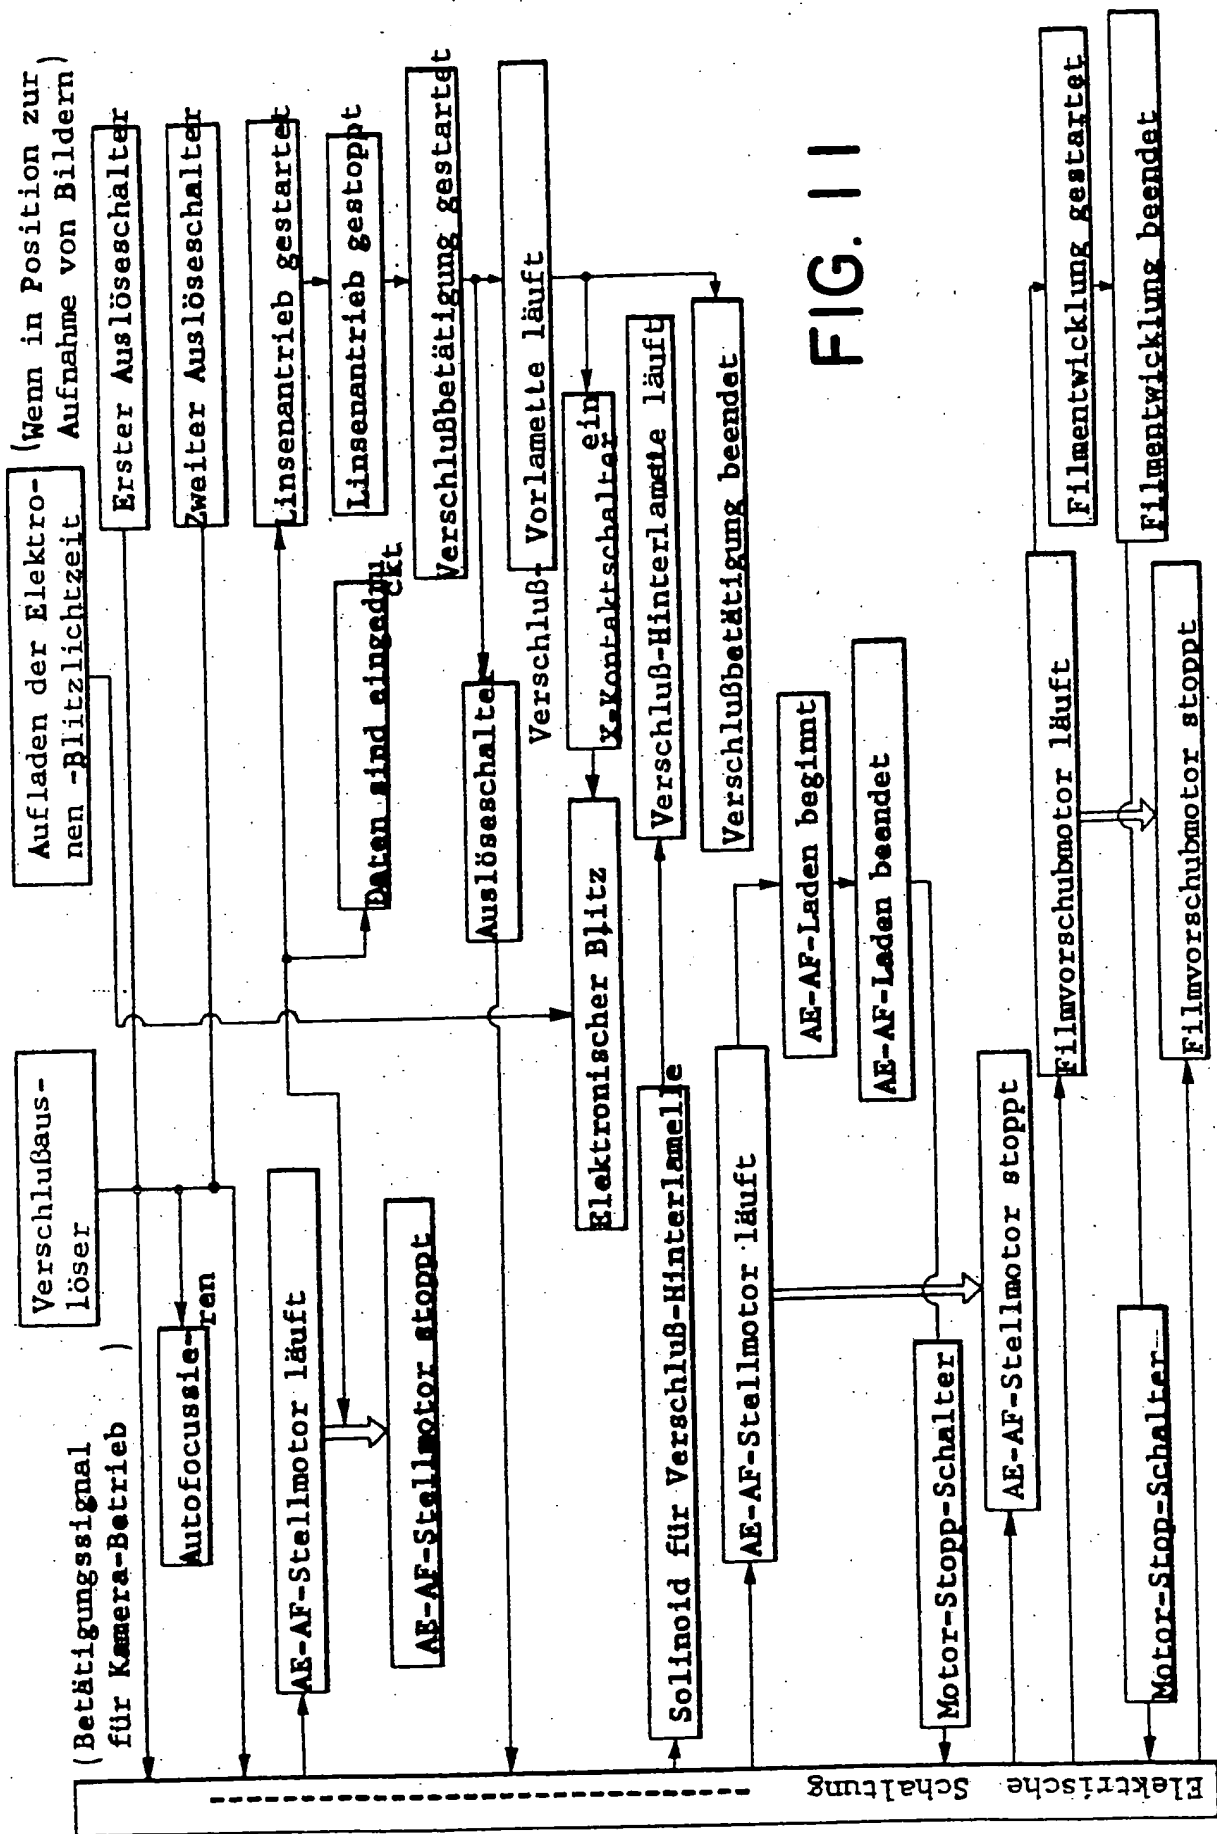 (Betätigungssignal
für Kamera-Betrieb )
Verschlußaus-
löser
Aufladen der Elektro-
nen -Blitzlichtzeit
(Wenn in Position zur
Aufnahme von Bildern)
Erster Auslöseschalter
Zweiter Auslöseschalter
Autofocussie-
ren
AE-AF-Stellmotor läuft
Linsenantrieb gestartet
Linsenantrieb gestoppt
Daten sind eingedru
ckt
AE-AF-Stellmotor stoppt
Verschlußbetätigung gestartet
Auslöseschalter
Verschluß- Vorlamette läuft
ein
X-Kontaktschalter
Elektronischer Blitz
Verschluß-Hinterlamelle läuft
Solinoid für Verschluß-Hinterlamelle
Verschlußbetätigung beendet
AE-AF-Stellmotor läuft
AE-AF-Laden beginnt
AE-AF-Laden beendet
Motor-Stopp-Schalter
AE-AF-Stellmotor stoppt
Filmvorschubmotor läuft
Filmentwicklung gestartet
Filmentwicklung beendet
Motor-Stop-Schalter
Filmvorschubmotor stoppt
Elektrische Schaltung
FIG. 11